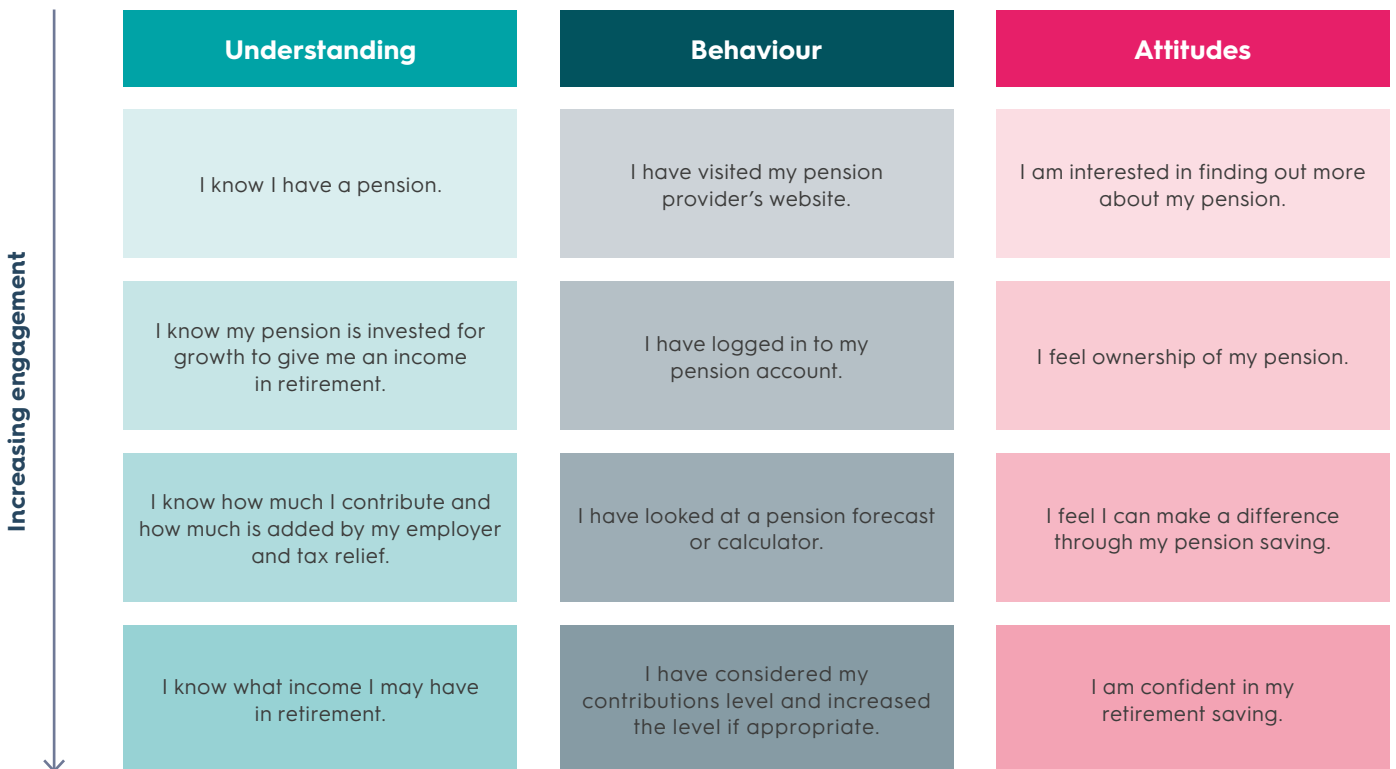 Increasing engagement
Understanding
Behaviour
Attitudes
I know I have a pension.
I have visited my pension
provider's website.
I am interested in finding out more
about my pension.
I know my pension is invested for
growth to give me an income
in retirement.
I have logged in to my
pension account.
I feel ownership of my pension.
I know how much I contribute and
how much is added by my employer
and tax relief.
I have looked at a pension forecast
or calculator.
I feel I can make a difference
through my pension saving.
I know what income I may have
in retirement.
I have considered my
contributions level and increased
the level if appropriate.
I am confident in my
retirement saving.